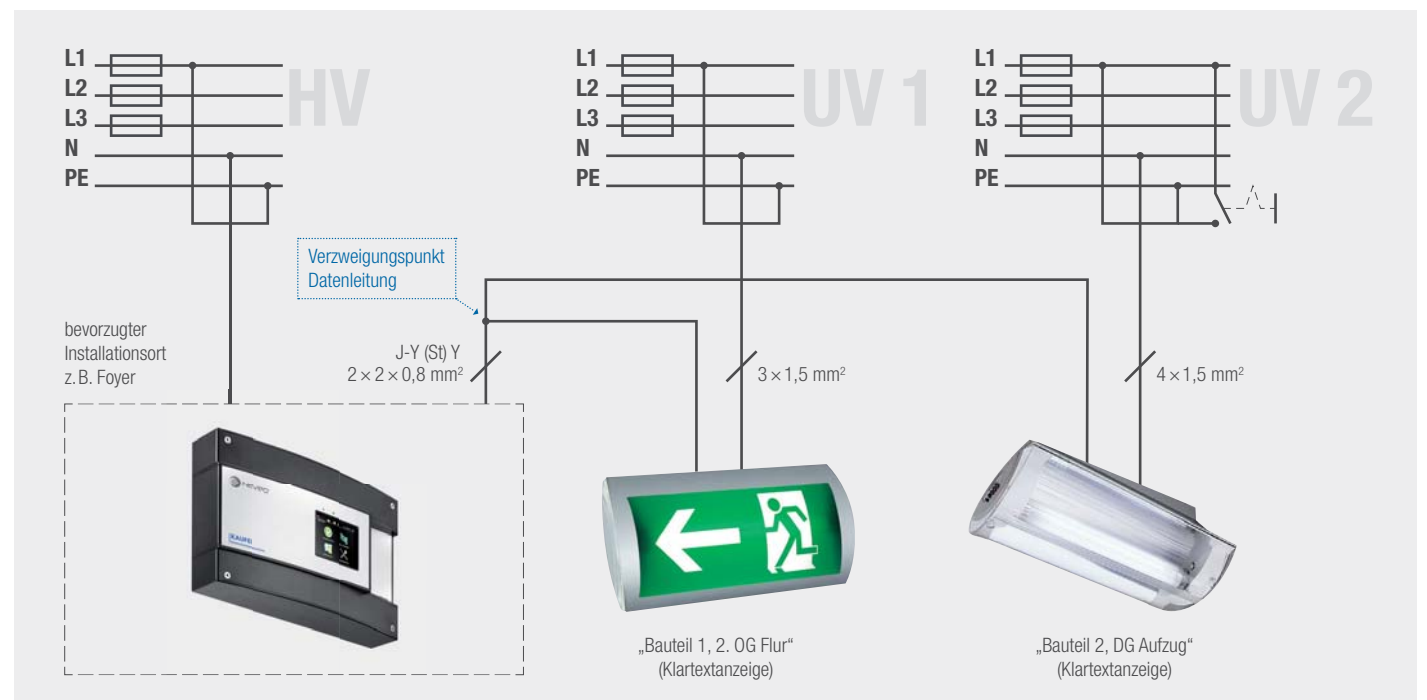 L1
L2
L3
N
PE
HV
L1
L2
L3
N
PE
UV 1
L1
L2
L3
N
PE
UV 2
Verzweigungspunkt
Datenleitung
bevorzugter
Installationsort
z. B. Foyer
J-Y (St) Y
2 × 2 × 0,8 mm²
3 × 1,5 mm²
4 × 1,5 mm²
KAUFEL
„Bauteil 1, 2. OG Flur“
(Klartextanzeige)
„Bauteil 2, DG Aufzug“
(Klartextanzeige)